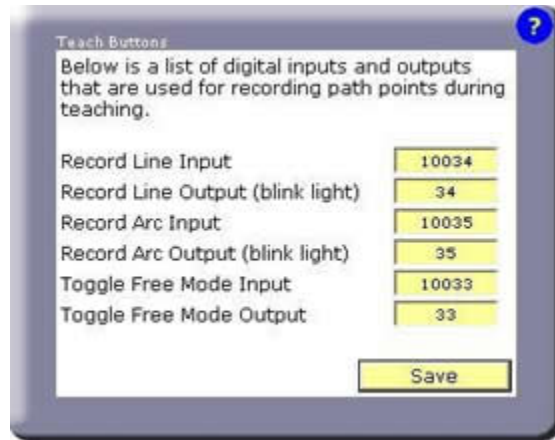 ?
Teach Buttons
Below is a list of digital inputs and outputs
that are used for recording path points during
teaching.
Record Line Input 10034
Record Line Output (blink light) 34
Record Arc Input 10035
Record Arc Output (blink light) 35
Toggle Free Mode Input 10033
Toggle Free Mode Output 33
Save